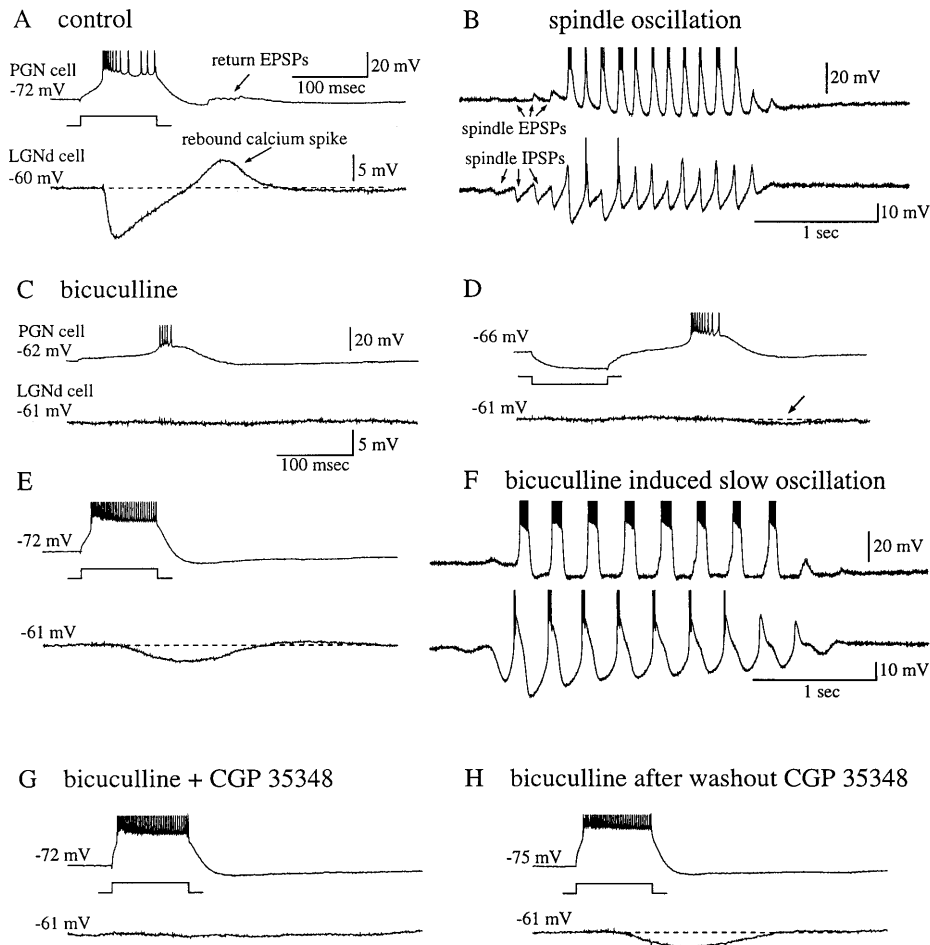 A control
return EPSPs
20 mV
100 msec
PGN cell
-72 mV
LGNd cell
-60 mV
rebound calcium spike
5 mV
B spindle oscillation
20 mV
spindle EPSPs
spindle IPSPs
10 mV
1 sec
C bicuculline
PGN cell
-62 mV
20 mV
LGNd cell
-61 mV
5 mV
100 msec
D
-66 mV
-61 mV
E
-72 mV
-61 mV
F bicuculline induced slow oscillation
20 mV
10 mV
1 sec
G bicuculline + CGP 35348
-72 mV
-61 mV
H bicuculline after washout CGP 35348
-75 mV
-61 mV